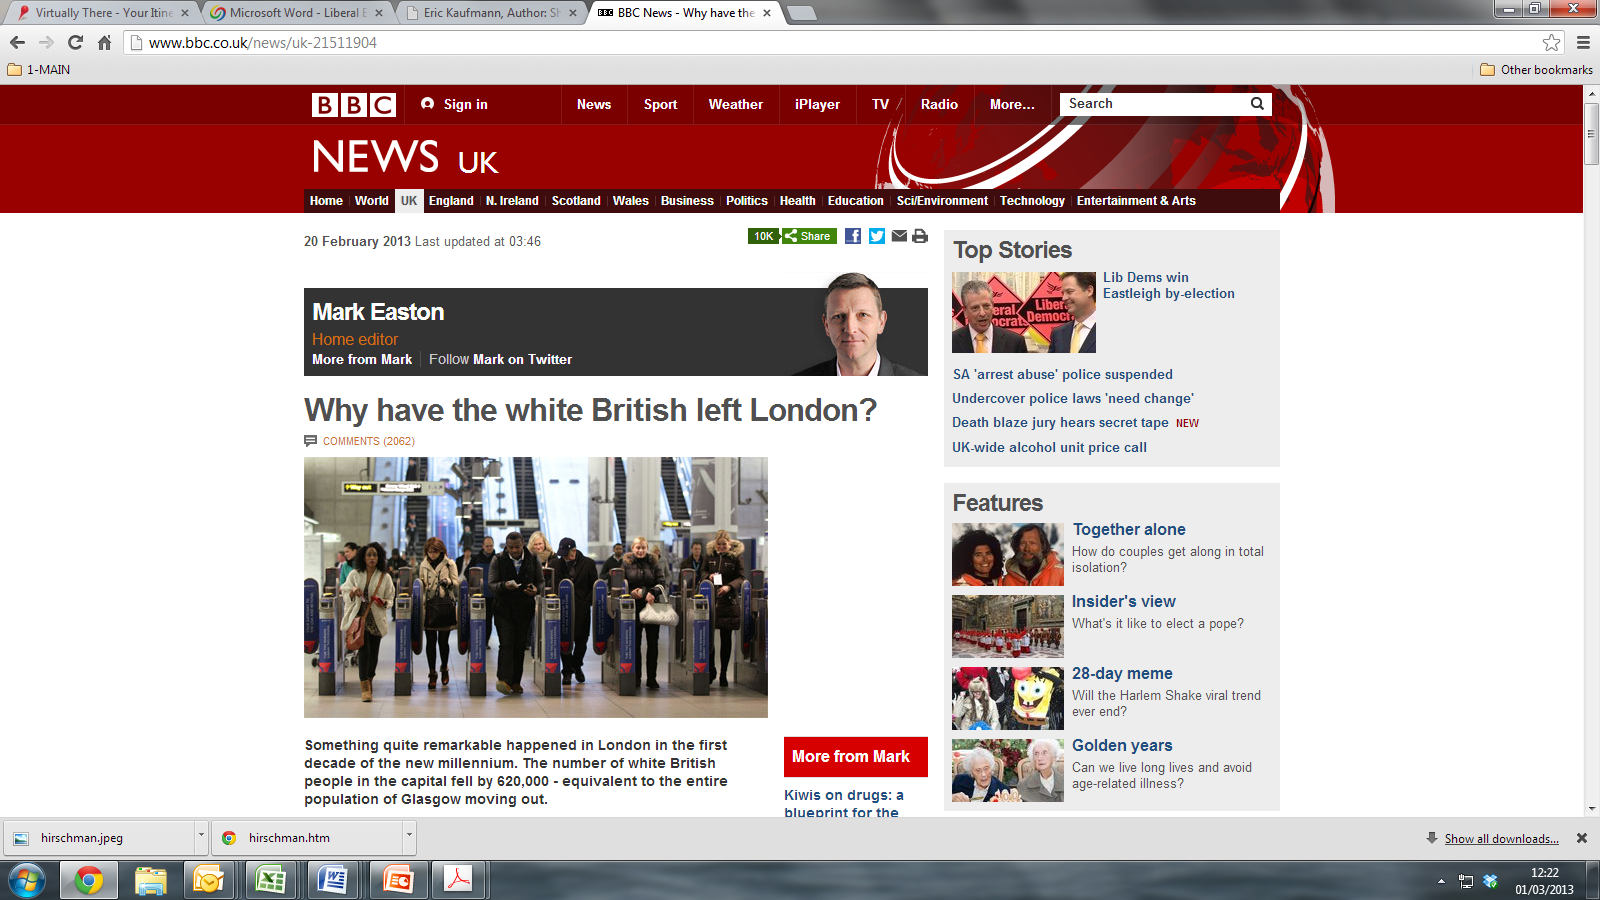 Virtually There - Your Itine
Microsoft Word - Liberal E
Eric Kaufmann, Author: Sh
BBC News - Why have the
www.bbc.co.uk/news/uk-21511904
1-MAIN
Other bookmarks
BBC
Sign in
News
Sport
Weather
iPlayer
TV
Radio
More...
Search
NEWS UK
Home
World
UK
England
N. Ireland
Scotland
Wales
Business
Politics
Health
Education
Sci/Environment
Technology
Entertainment & Arts
20 February 2013 Last updated at 03:46
10K
Share
Mark Easton
Home editor
More from Mark
Follow Mark on Twitter
Why have the white British left London?
COMMENTS (2062)
Something quite remarkable happened in London in the first
decade of the new millennium. The number of white British
people in the capital fell by 620,000 - equivalent to the entire
population of Glasgow moving out.
More from Mark
Kiwis on drugs: a
blueprint for the
Top Stories
Lib Dems win
Eastleigh by-election
SA 'arrest abuse' police suspended
Undercover police laws 'need change'
Death blaze jury hears secret tape NEW
UK-wide alcohol unit price call
Features
Together alone
How do couples get along in total
isolation?
Insider's view
What's it like to elect a pope?
28-day meme
Will the Harlem Shake viral trend
ever end?
Golden years
Can we live long lives and avoid
age-related illness?
hirschman.jpeg
hirschman.htm
Show all downloads...
12:22
01/03/2013